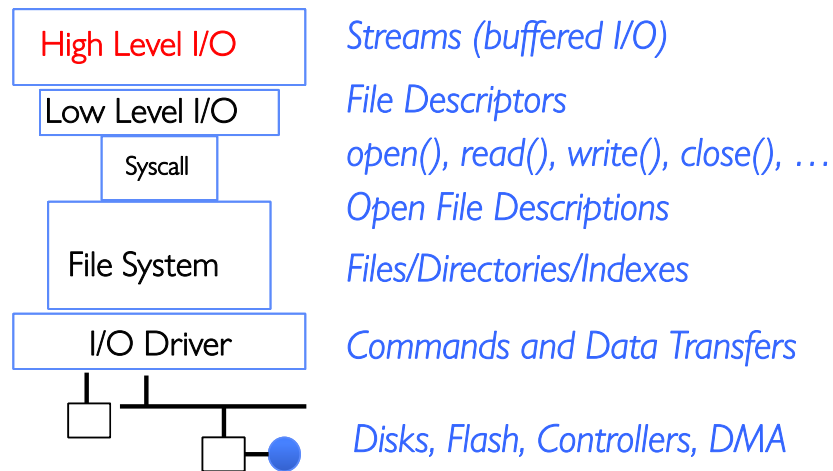 High Level I/O Streams (buffered I/O)
Low Level I/O File Descriptors
Syscall open(), read(), write(), close(), …
Open File Descriptions
File System Files/Directories/Indexes
I/O Driver Commands and Data Transfers
Disks, Flash, Controllers, DMA